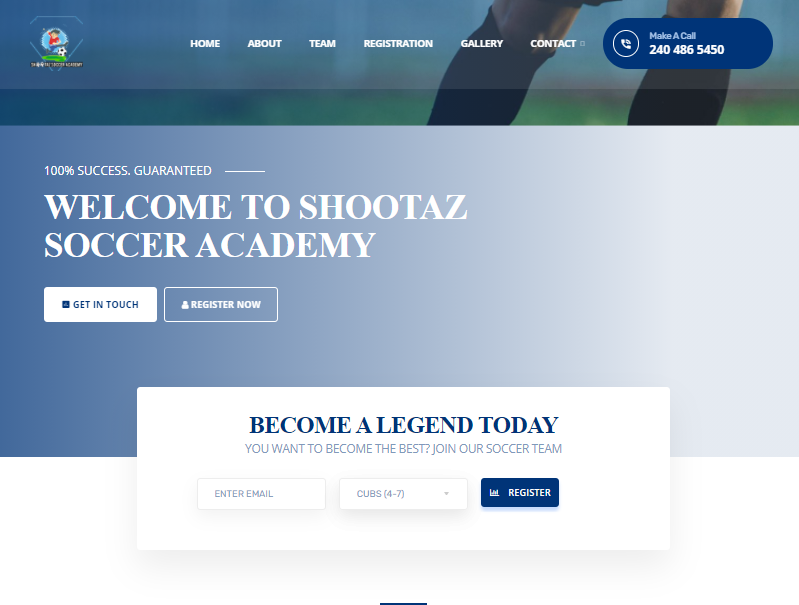 SHOOTAZ SOCCER ACADEMY
HOME ABOUT TEAM REGISTRATION GALLERY CONTACT
Make A Call
240 486 5450
100% SUCCESS. GUARANTEED
WELCOME TO SHOOTAZ
SOCCER ACADEMY
GET IN TOUCH REGISTER NOW
BECOME A LEGEND TODAY
YOU WANT TO BECOME THE BEST? JOIN OUR SOCCER TEAM
ENTER EMAIL CUBS (4-7) REGISTER